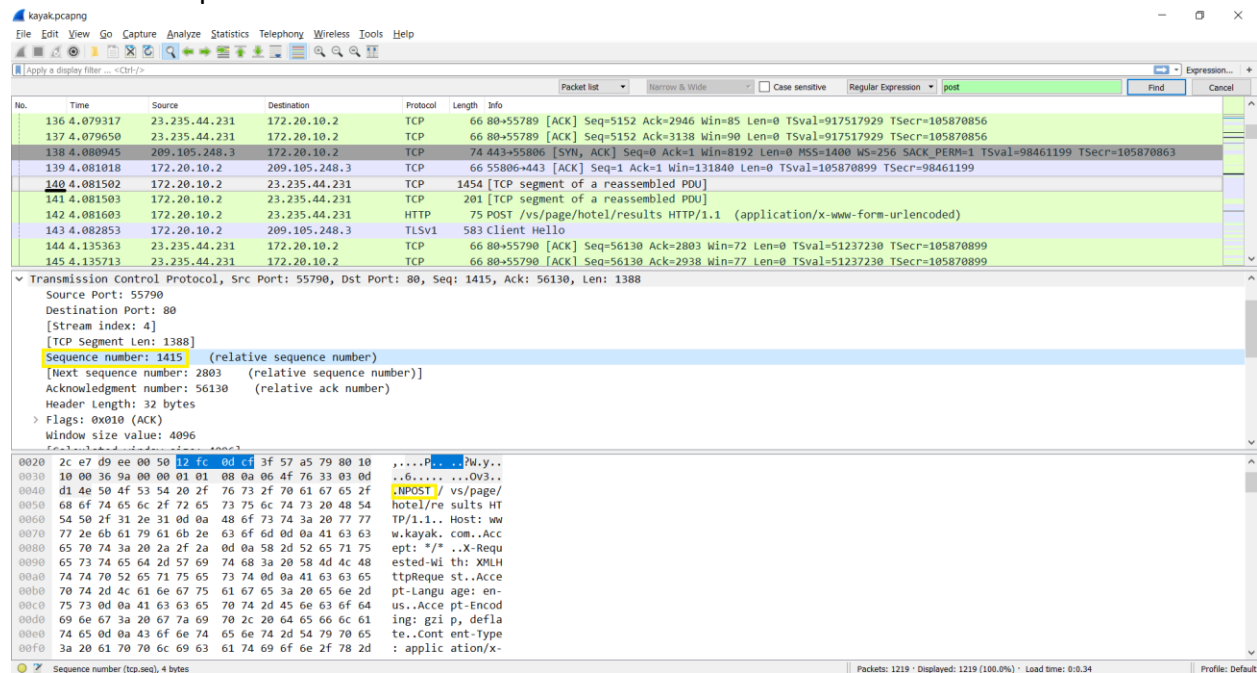 kayak.pcapng
File Edit View Go Capture Analyze Statistics Telephony Wireless Tools Help
Apply a display filter ... <Ctrl-/> Expression... +
Packet list Narrow & Wide Case sensitive Regular Expression post Find Cancel
No. Time Source Destination Protocol Length Info
136 4.079317 23.235.44.231 172.20.10.2 TCP 66 80→55789 [ACK] Seq=5152 Ack=2946 Win=85 Len=0 TSval=917517929 TSecr=105870856
137 4.079650 23.235.44.231 172.20.10.2 TCP 66 80→55789 [ACK] Seq=5152 Ack=3138 Win=90 Len=0 TSval=917517929 TSecr=105870856
138 4.080945 209.105.248.3 172.20.10.2 TCP 74 443→55806 [SYN, ACK] Seq=0 Ack=1 Win=8192 Len=0 MSS=1400 WS=256 SACK_PERM=1 TSval=98461199 TSecr=105870863
139 4.081018 172.20.10.2 209.105.248.3 TCP 66 55806→443 [ACK] Seq=1 Ack=1 Win=131840 Len=0 TSval=105870899 TSecr=98461199
140 4.081502 172.20.10.2 23.235.44.231 TCP 1454 [TCP segment of a reassembled PDU]
141 4.081503 172.20.10.2 23.235.44.231 TCP 201 [TCP segment of a reassembled PDU]
142 4.081603 172.20.10.2 23.235.44.231 HTTP 75 POST /vs/page/hotel/results HTTP/1.1 (application/x-www-form-urlencoded)
143 4.082853 172.20.10.2 209.105.248.3 TLSv1 583 Client Hello
144 4.135363 23.235.44.231 172.20.10.2 TCP 66 80→55790 [ACK] Seq=56130 Ack=2803 Win=72 Len=0 TSval=51237230 TSecr=105870899
145 4.135713 23.235.44.231 172.20.10.2 TCP 66 80→55790 [ACK] Seq=56130 Ack=2938 Win=77 Len=0 TSval=51237230 TSecr=105870899
Transmission Control Protocol, Src Port: 55790, Dst Port: 80, Seq: 1415, Ack: 56130, Len: 1388
Source Port: 55790
Destination Port: 80
[Stream index: 4]
[TCP Segment Len: 1388]
Sequence number: 1415 (relative sequence number)
[Next sequence number: 2803 (relative sequence number)]
Acknowledgment number: 56130 (relative ack number)
Header Length: 32 bytes
> Flags: 0x010 (ACK)
Window size value: 4096
0020 2c e7 d9 ee 00 50 12 fc 0d cf 3f 57 a5 79 80 10 ,....P.. ..?W.y..
0030 10 00 36 9a 00 00 01 01 08 0a 06 4f 76 33 03 0d ..6..... ...Ov3..
0040 d1 4e 50 4f 53 54 20 2f 76 73 2f 70 61 67 65 2f .NPOST / vs/page/
0050 68 6f 74 65 6c 2f 72 65 73 75 6c 74 73 20 48 54 hotel/re sults HT
0060 54 50 2f 31 2e 31 0d 0a 48 6f 73 74 3a 20 77 77 TP/1.1.. Host: ww
0070 77 2e 6b 61 79 61 6b 2e 63 6f 6d 0d 0a 41 63 63 w.kayak. com..Acc
0080 65 70 74 3a 20 2a 2f 2a 0d 0a 58 2d 52 65 71 75 ept: */* ..X-Requ
0090 65 73 74 65 64 2d 57 69 74 68 3a 20 58 4d 4c 48 ested-Wi th: XMLH
00a0 74 74 70 52 65 71 75 65 73 74 0d 0a 41 63 63 65 ttpReque st..Acce
00b0 70 74 2d 4c 61 6e 67 75 61 67 65 3a 20 65 6e 2d pt-Langu age: en-
00c0 75 73 0d 0a 41 63 63 65 70 74 2d 45 6e 63 6f 64 us..Acce pt-Encod
00d0 69 6e 67 3a 20 67 7a 69 70 2c 20 64 65 66 6c 61 ing: gzi p, defla
00e0 74 65 0d 0a 43 6f 6e 74 65 6e 74 2d 54 79 70 65 te..Cont ent-Type
00f0 3a 20 61 70 70 6c 69 63 61 74 69 6f 6e 2f 78 2d : applic ation/x-
Sequence number (tcp.seq), 4 bytes Packets: 1219 · Displayed: 1219 (100.0%) · Load time: 0:0.34 Profile: Default